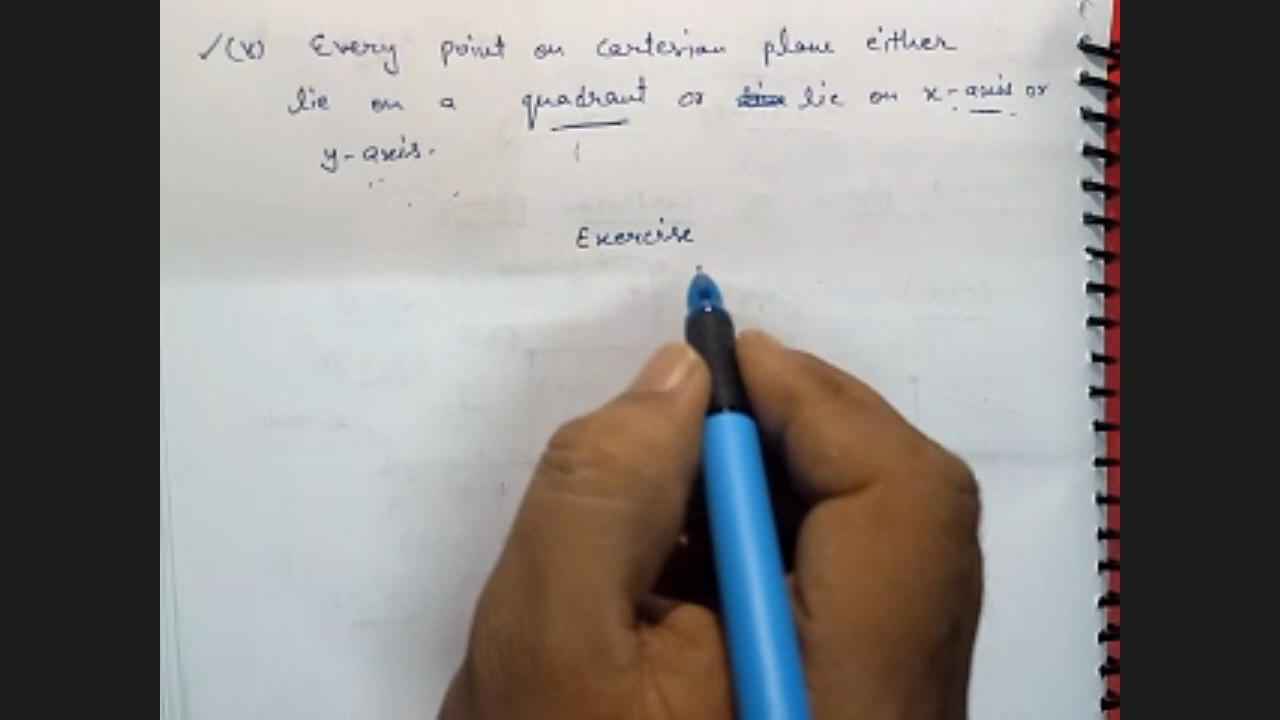 ✓(v) Every point on cartesian plane either
lie on a quadrant or lie on x-axis or
y-axis.
Exercise